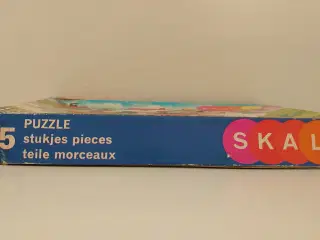 5
PUZZLE
stukjes pieces
teile morceaux
SKAL